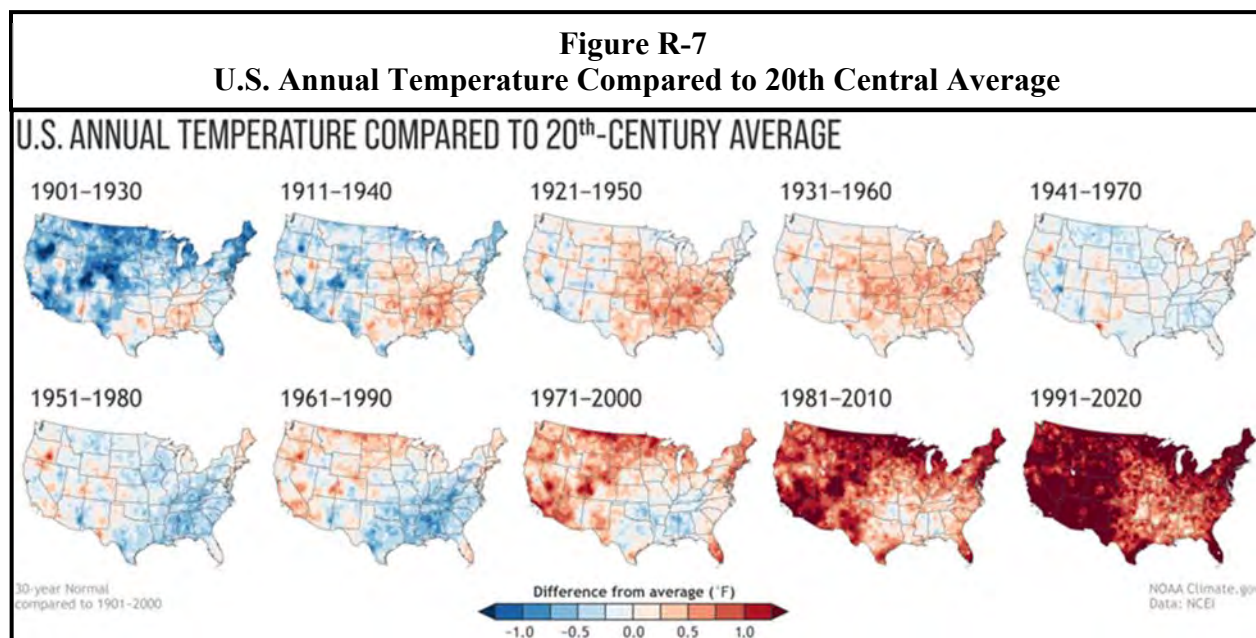 Figure R-7
U.S. Annual Temperature Compared to 20th Central Average
U.S. ANNUAL TEMPERATURE COMPARED TO 20th-CENTURY AVERAGE
1901–1930 1911–1940 1921–1950 1931–1960 1941–1970
1951–1980 1961–1990 1971–2000 1981–2010 1991–2020
30-year Normal
compared to 1901–2000
Difference from average (°F)
-1.0 -0.5 0.0 0.5 1.0
NOAA Climate.gov
Data: NCEI